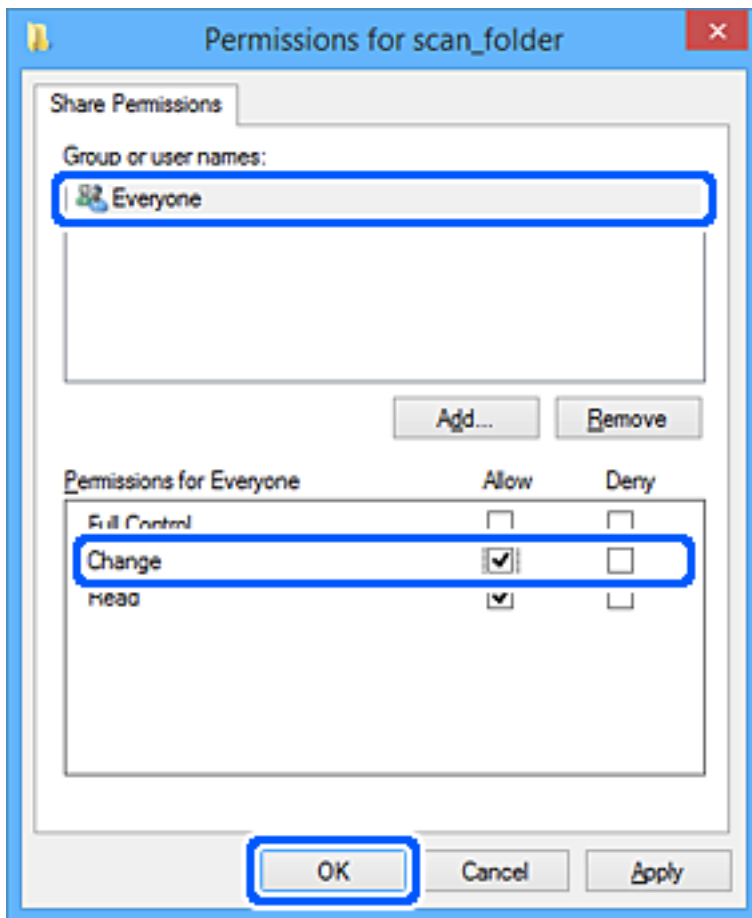 Permissions for scan_folder
Share Permissions
Group or user names:
Everyone
Add... Remove
Permissions for Everyone Allow Deny
Full Control
Change
Read
OK Cancel Apply